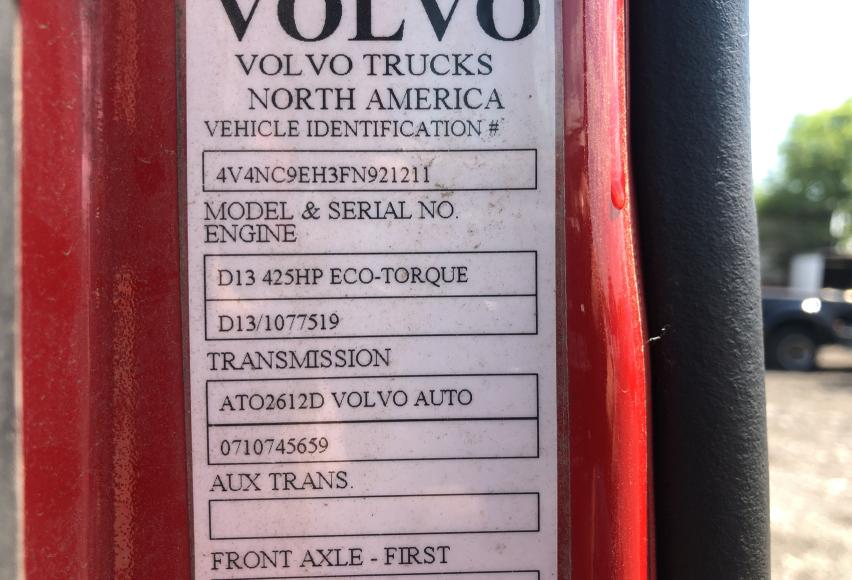 VOLVO
VOLVO TRUCKS
NORTH AMERICA
VEHICLE IDENTIFICATION #
4V4NC9EH3FN921211
MODEL & SERIAL NO.
ENGINE
D13 425HP ECO-TORQUE
D13/1077519
TRANSMISSION
ATO2612D VOLVO AUTO
0710745659
AUX TRANS.
FRONT AXLE - FIRST